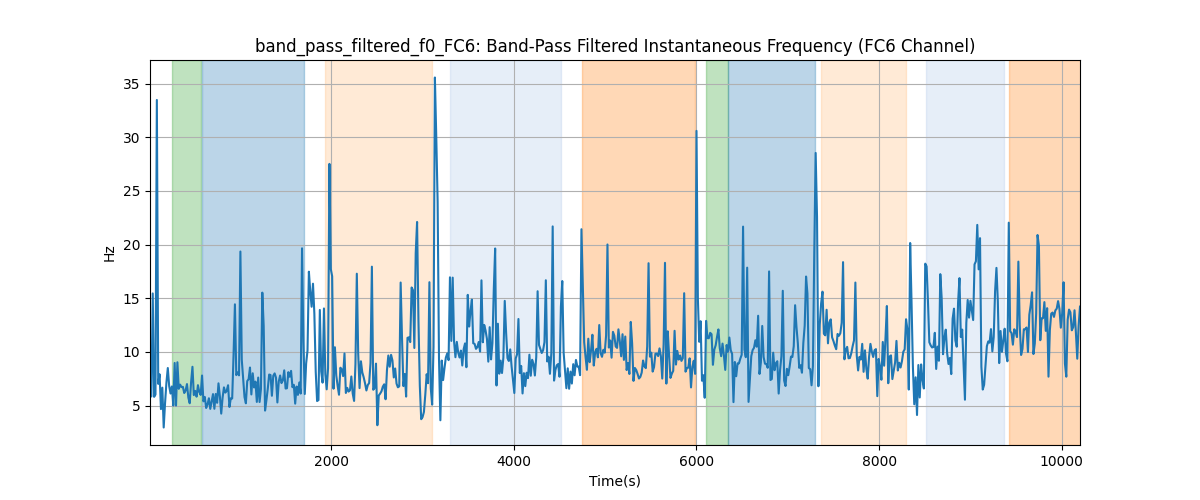 band_pass_filtered_f0_FC6: Band-Pass Filtered Instantaneous Frequency (FC6 Channel)
35
30
25
20
15
10
5
Hz
2000 4000 6000 8000 10000
Time(s)